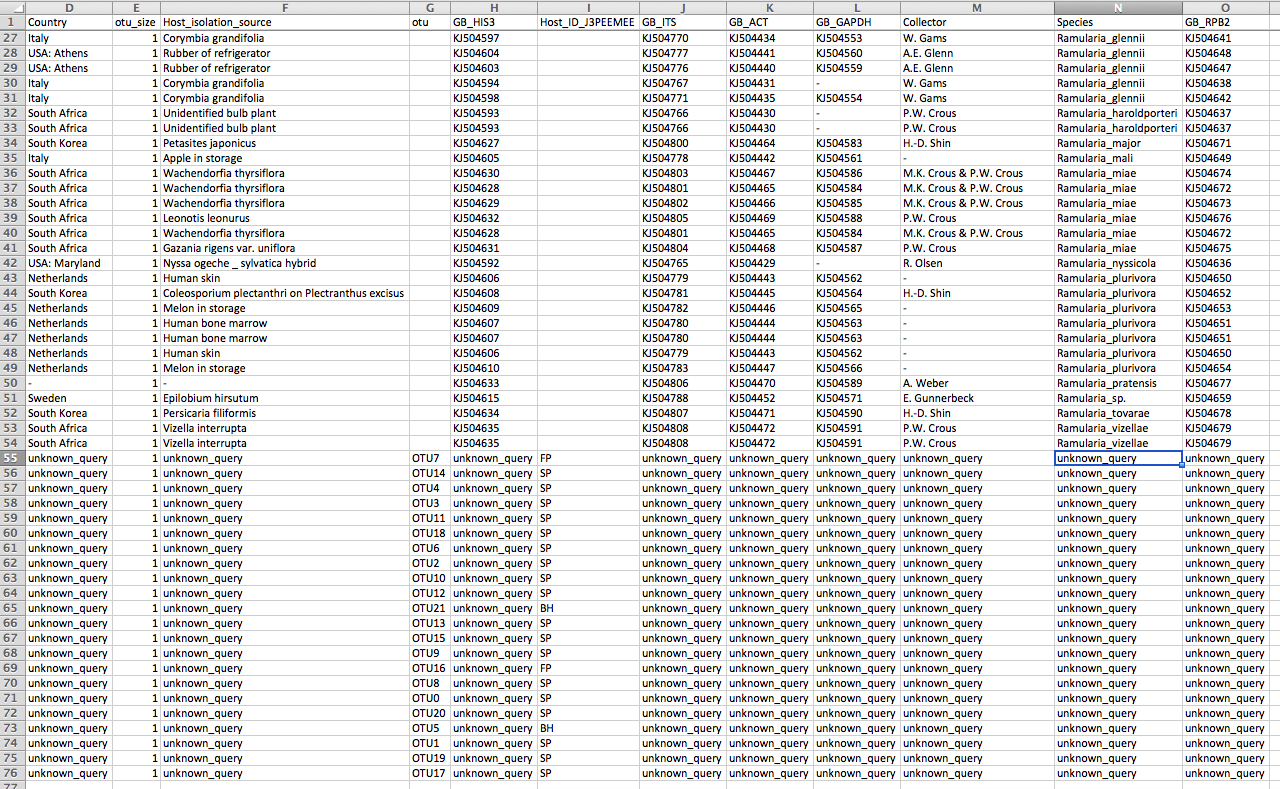 D E F G H I J K L M N O
1 Country otu_size Host_isolation_source otu GB_HIS3 Host_ID_J3PEEMEE GB_ITS GB_ACT GB_GAPDH Collector Species GB_RPB2
27 Italy 1 Corymbia grandifolia KJ504597 KJ504770 KJ504434 KJ504553 W. Gams Ramularia_glennii KJ504641
28 USA: Athens 1 Rubber of refrigerator KJ504604 KJ504777 KJ504441 KJ504560 A.E. Glenn Ramularia_glennii KJ504648
29 USA: Athens 1 Rubber of refrigerator KJ504603 KJ504776 KJ504440 KJ504559 A.E. Glenn Ramularia_glennii KJ504647
30 Italy 1 Corymbia grandifolia KJ504594 KJ504767 KJ504431 - W. Gams Ramularia_glennii KJ504638
31 Italy 1 Corymbia grandifolia KJ504598 KJ504771 KJ504435 KJ504554 W. Gams Ramularia_glennii KJ504642
32 South Africa 1 Unidentified bulb plant KJ504593 KJ504766 KJ504430 - P.W. Crous Ramularia_haroldporteri KJ504637
33 South Africa 1 Unidentified bulb plant KJ504593 KJ504766 KJ504430 - P.W. Crous Ramularia_haroldporteri KJ504637
34 South Korea 1 Petasites japonicus KJ504627 KJ504800 KJ504464 KJ504583 H.-D. Shin Ramularia_major KJ504671
35 Italy 1 Apple in storage KJ504605 KJ504778 KJ504442 KJ504561 - Ramularia_mali KJ504649
36 South Africa 1 Wachendorfia thyrsiflora KJ504630 KJ504803 KJ504467 KJ504586 M.K. Crous & P.W. Crous Ramularia_miae KJ504674
37 South Africa 1 Wachendorfia thyrsiflora KJ504628 KJ504801 KJ504465 KJ504584 M.K. Crous & P.W. Crous Ramularia_miae KJ504672
38 South Africa 1 Wachendorfia thyrsiflora KJ504629 KJ504802 KJ504466 KJ504585 M.K. Crous & P.W. Crous Ramularia_miae KJ504673
39 South Africa 1 Leonotis leonurus KJ504632 KJ504805 KJ504469 KJ504588 P.W. Crous Ramularia_miae KJ504676
40 South Africa 1 Wachendorfia thyrsiflora KJ504628 KJ504801 KJ504465 KJ504584 M.K. Crous & P.W. Crous Ramularia_miae KJ504672
41 South Africa 1 Gazania rigens var. uniflora KJ504631 KJ504804 KJ504468 KJ504587 P.W. Crous Ramularia_miae KJ504675
42 USA: Maryland 1 Nyssa ogeche _ sylvatica hybrid KJ504592 KJ504765 KJ504429 - R. Olsen Ramularia_nyssicola KJ504636
43 Netherlands 1 Human skin KJ504606 KJ504779 KJ504443 KJ504562 - Ramularia_plurivora KJ504650
44 South Korea 1 Coleosporium plectanthri on Plectranthus excisus KJ504608 KJ504781 KJ504445 KJ504564 H.-D. Shin Ramularia_plurivora KJ504652
45 Netherlands 1 Melon in storage KJ504609 KJ504782 KJ504446 KJ504565 - Ramularia_plurivora KJ504653
46 Netherlands 1 Human bone marrow KJ504607 KJ504780 KJ504444 KJ504563 - Ramularia_plurivora KJ504651
47 Netherlands 1 Human bone marrow KJ504607 KJ504780 KJ504444 KJ504563 - Ramularia_plurivora KJ504651
48 Netherlands 1 Human skin KJ504606 KJ504779 KJ504443 KJ504562 - Ramularia_plurivora KJ504650
49 Netherlands 1 Melon in storage KJ504610 KJ504783 KJ504447 KJ504566 - Ramularia_plurivora KJ504654
50 - 1 - KJ504633 KJ504806 KJ504470 KJ504589 A. Weber Ramularia_pratensis KJ504677
51 Sweden 1 Epilobium hirsutum KJ504615 KJ504788 KJ504452 KJ504571 E. Gunnerbeck Ramularia_sp. KJ504659
52 South Korea 1 Persicaria filiformis KJ504634 KJ504807 KJ504471 KJ504590 H.-D. Shin Ramularia_tovarae KJ504678
53 South Africa 1 Vizella interrupta KJ504635 KJ504808 KJ504472 KJ504591 P.W. Crous Ramularia_vizellae KJ504679
54 South Africa 1 Vizella interrupta KJ504635 KJ504808 KJ504472 KJ504591 P.W. Crous Ramularia_vizellae KJ504679
55 unknown_query 1 unknown_query OTU7 unknown_query FP unknown_query unknown_query unknown_query unknown_query unknown_query unknown_query
56 unknown_query 1 unknown_query OTU14 unknown_query SP unknown_query unknown_query unknown_query unknown_query unknown_query unknown_query
57 unknown_query 1 unknown_query OTU4 unknown_query SP unknown_query unknown_query unknown_query unknown_query unknown_query unknown_query
58 unknown_query 1 unknown_query OTU3 unknown_query SP unknown_query unknown_query unknown_query unknown_query unknown_query unknown_query
59 unknown_query 1 unknown_query OTU11 unknown_query SP unknown_query unknown_query unknown_query unknown_query unknown_query unknown_query
60 unknown_query 1 unknown_query OTU18 unknown_query SP unknown_query unknown_query unknown_query unknown_query unknown_query unknown_query
61 unknown_query 1 unknown_query OTU6 unknown_query SP unknown_query unknown_query unknown_query unknown_query unknown_query unknown_query
62 unknown_query 1 unknown_query OTU2 unknown_query SP unknown_query unknown_query unknown_query unknown_query unknown_query unknown_query
63 unknown_query 1 unknown_query OTU10 unknown_query SP unknown_query unknown_query unknown_query unknown_query unknown_query unknown_query
64 unknown_query 1 unknown_query OTU12 unknown_query SP unknown_query unknown_query unknown_query unknown_query unknown_query unknown_query
65 unknown_query 1 unknown_query OTU21 unknown_query BH unknown_query unknown_query unknown_query unknown_query unknown_query unknown_query
66 unknown_query 1 unknown_query OTU13 unknown_query SP unknown_query unknown_query unknown_query unknown_query unknown_query unknown_query
67 unknown_query 1 unknown_query OTU15 unknown_query SP unknown_query unknown_query unknown_query unknown_query unknown_query unknown_query
68 unknown_query 1 unknown_query OTU9 unknown_query SP unknown_query unknown_query unknown_query unknown_query unknown_query unknown_query
69 unknown_query 1 unknown_query OTU16 unknown_query FP unknown_query unknown_query unknown_query unknown_query unknown_query unknown_query
70 unknown_query 1 unknown_query OTU8 unknown_query SP unknown_query unknown_query unknown_query unknown_query unknown_query unknown_query
71 unknown_query 1 unknown_query OTU0 unknown_query SP unknown_query unknown_query unknown_query unknown_query unknown_query unknown_query
72 unknown_query 1 unknown_query OTU20 unknown_query SP unknown_query unknown_query unknown_query unknown_query unknown_query unknown_query
73 unknown_query 1 unknown_query OTU5 unknown_query BH unknown_query unknown_query unknown_query unknown_query unknown_query unknown_query
74 unknown_query 1 unknown_query OTU1 unknown_query SP unknown_query unknown_query unknown_query unknown_query unknown_query unknown_query
75 unknown_query 1 unknown_query OTU19 unknown_query SP unknown_query unknown_query unknown_query unknown_query unknown_query unknown_query
76 unknown_query 1 unknown_query OTU17 unknown_query SP unknown_query unknown_query unknown_query unknown_query unknown_query unknown_query
77